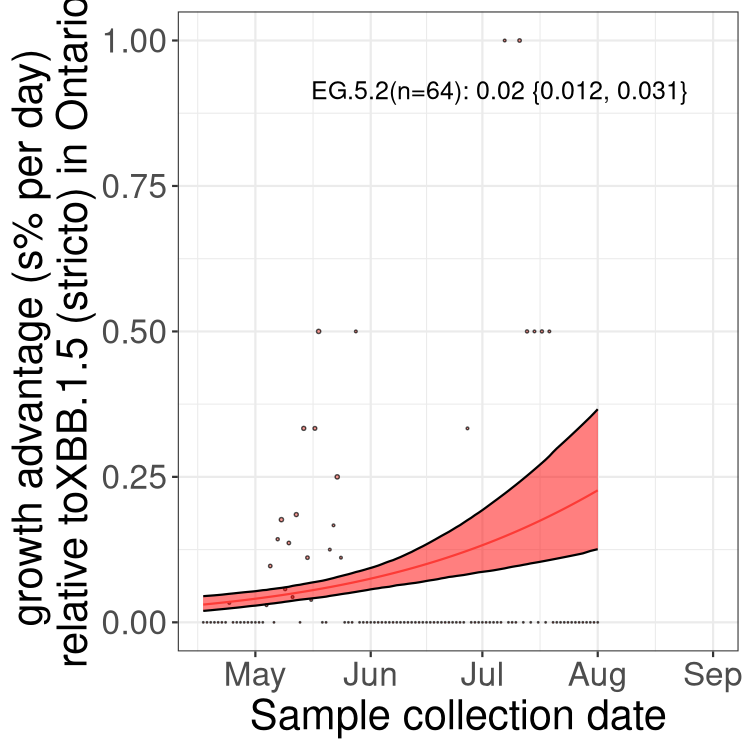 growth advantage (s% per day)
relative toXBB.1.5 (stricto) in Ontario
1.00
0.75
0.50
0.25
0.00
EG.5.2(n=64): 0.02 {0.012, 0.031}
May Jun Jul Aug Sep
Sample collection date